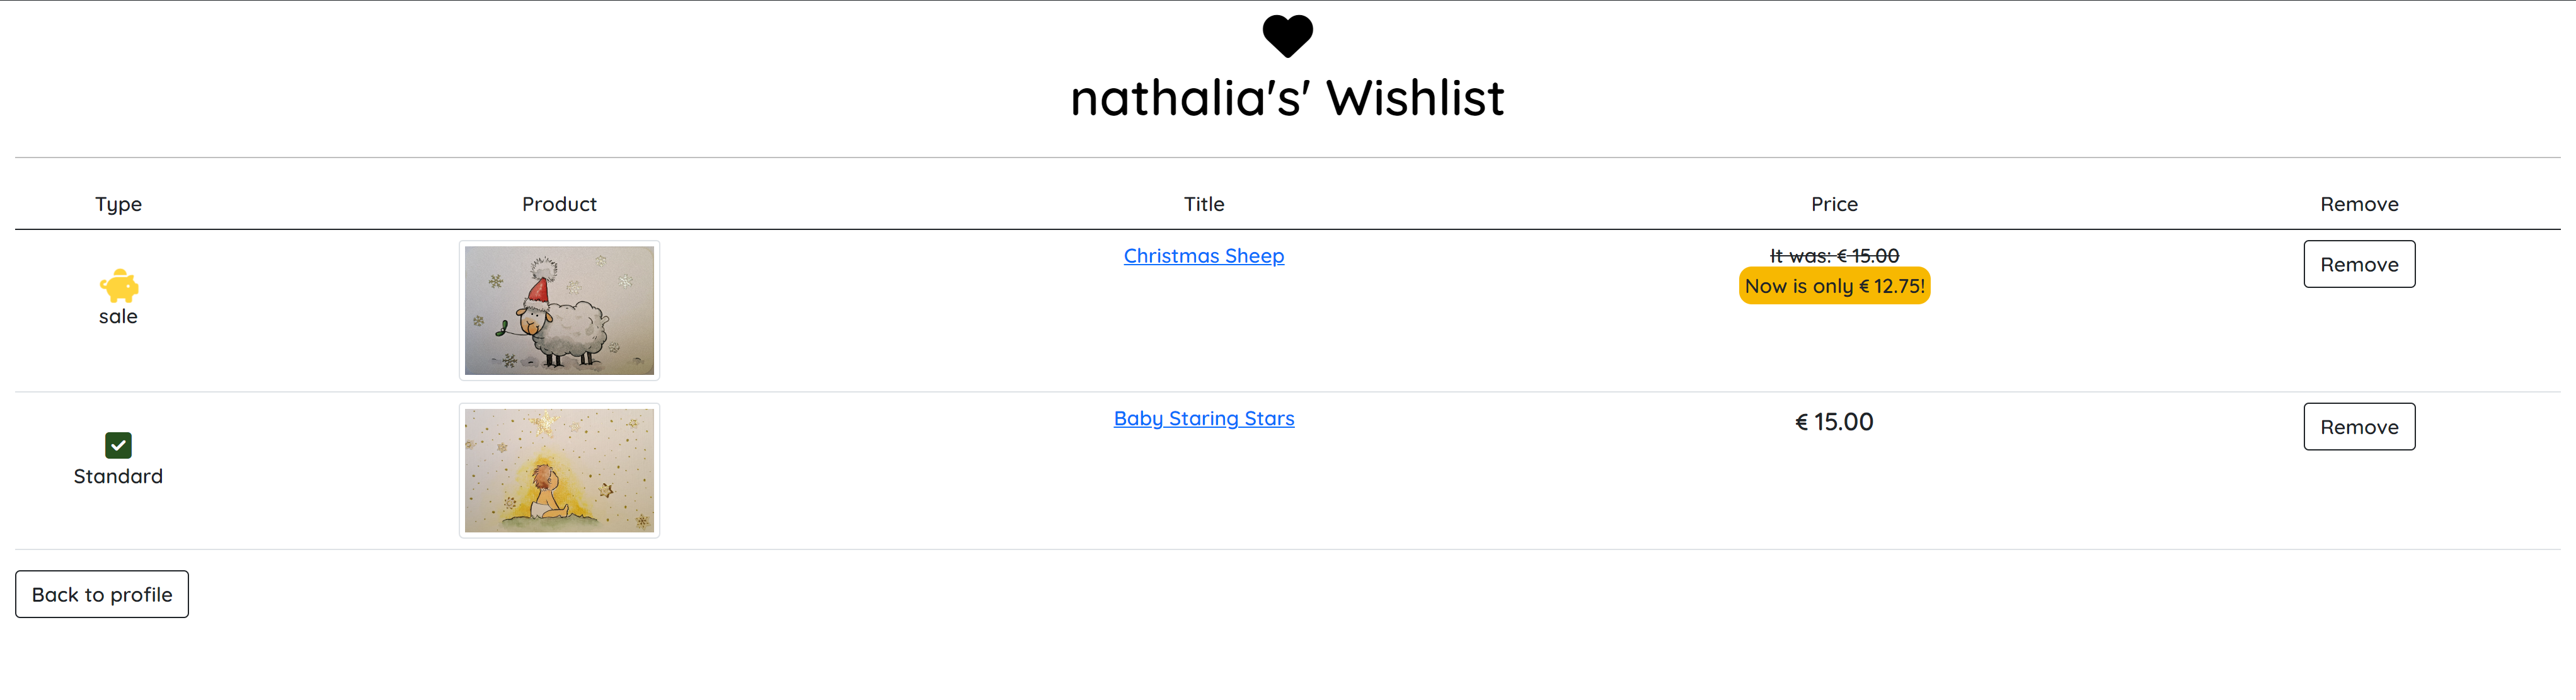 nathalia's' Wishlist
Type Product Title Price Remove
sale
Christmas Sheep
It was: € 15.00
Now is only € 12.75!
Remove
Standard
Baby Staring Stars
€ 15.00
Remove
Back to profile